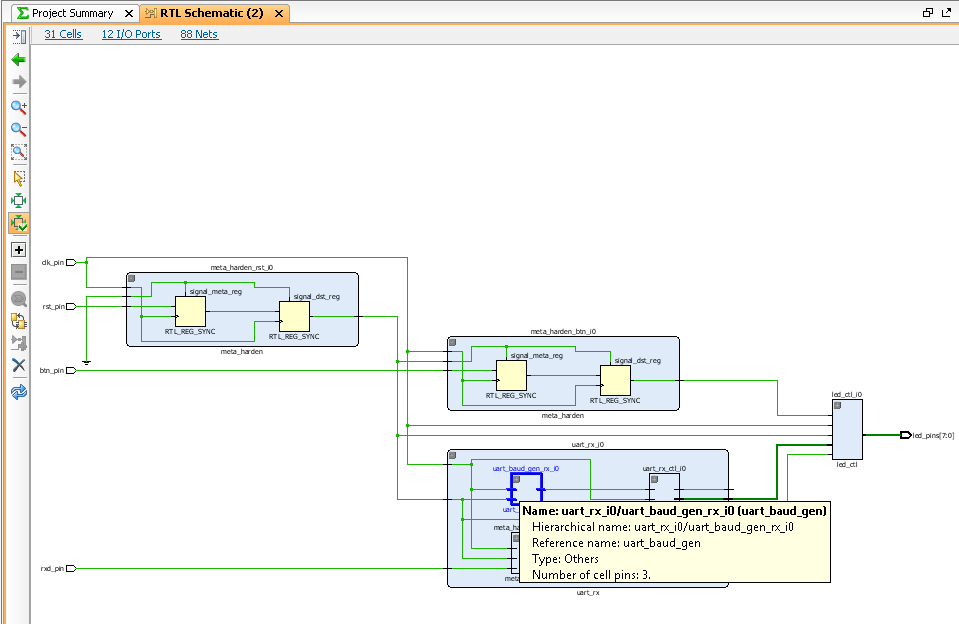 Project Summary
RTL Schematic (2)
31 Cells 12 I/O Ports 88 Nets
clk_pin
meta_harden_rst_i0
signal_meta_reg
signal_dst_reg
rst_pin
RTL_REG_SYNC
RTL_REG_SYNC
meta_harden
meta_harden_btn_i0
signal_meta_reg
signal_dst_reg
btn_pin
RTL_REG_SYNC
RTL_REG_SYNC
meta_harden
led_ctl_i0
led_pins[7:0]
led_ctl
uart_rx_i0
uart_baud_gen_rx_i0
uart_rx_ctl_i0
Name: uart_rx_i0/uart_baud_gen_rx_i0 (uart_baud_gen)
Hierarchical name: uart_rx_i0/uart_baud_gen_rx_i0
Reference name: uart_baud_gen
Type: Others
Number of cell pins: 3.
rxd_pin
uart_rx